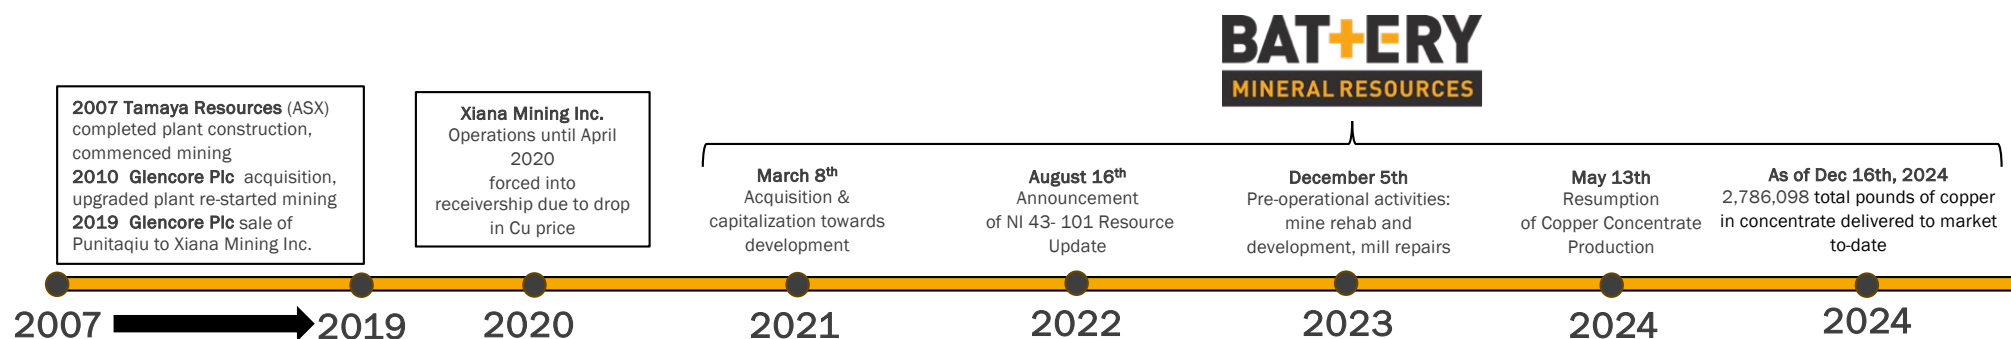 BAT+ERY
MINERAL RESOURCES
2007 Tamaya Resources (ASX)
completed plant construction,
commenced mining
2010 Glencore Plc acquisition,
upgraded plant re-started mining
2019 Glencore Plc sale of
Punitaqiu to Xiana Mining Inc.
Xiana Mining Inc.
Operations until April
2020
forced into
receivership due to drop
in Cu price
March 8th
Acquisition &
capitalization towards
development
August 16th
Announcement
of NI 43- 101 Resource
Update
December 5th
Pre-operational activities:
mine rehab and
development, mill repairs
May 13th
Resumption
of Copper Concentrate
Production
As of Dec 16th, 2024
2,786,098 total pounds of copper
in concentrate delivered to market
to-date
2007
2019
2020
2021
2022
2023
2024
2024